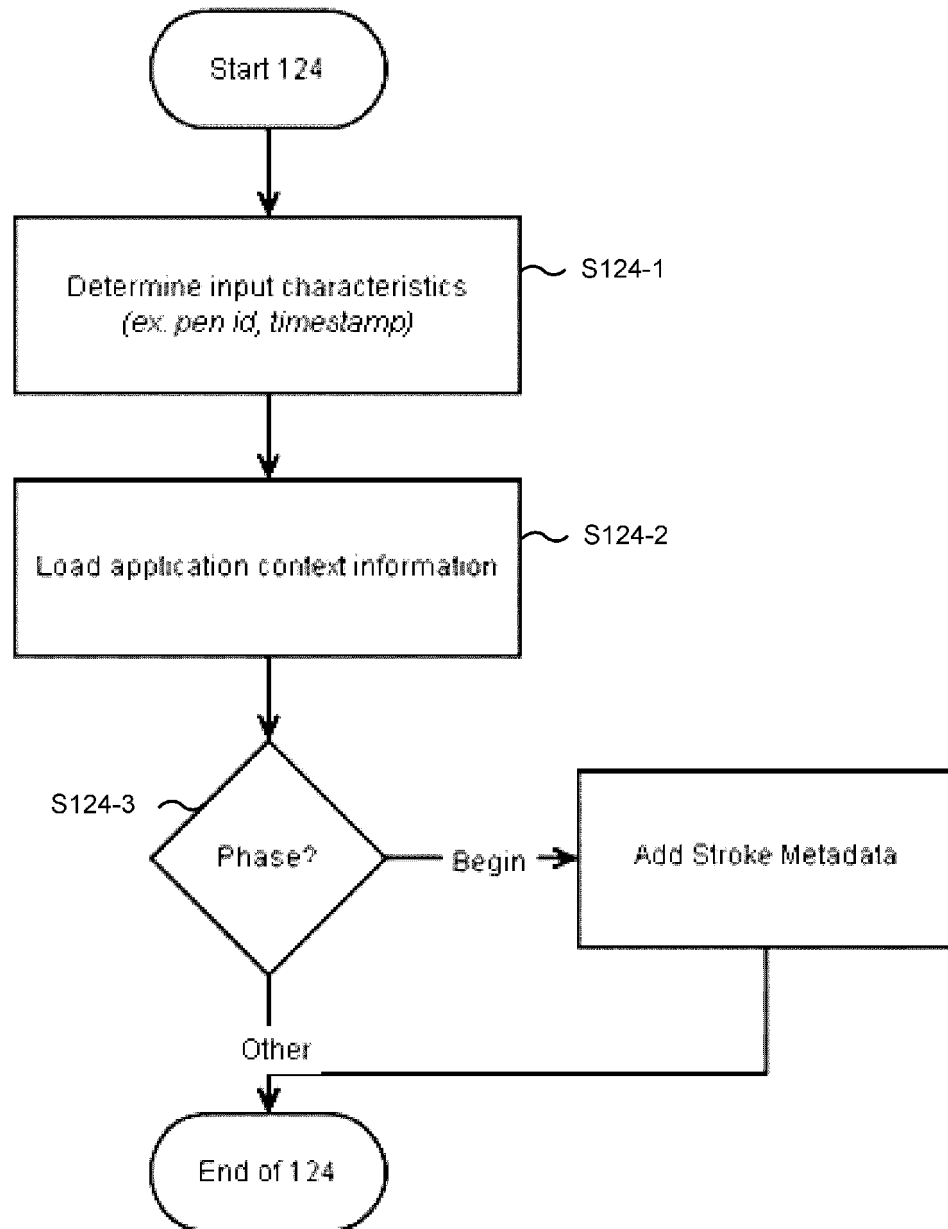 Start 124
Determine input characteristics
(ex. pen id, timestamp)
S124-1
Load application context information
S124-2
S124-3
Phase?
Begin
Add Stroke Metadata
Other
End of 124